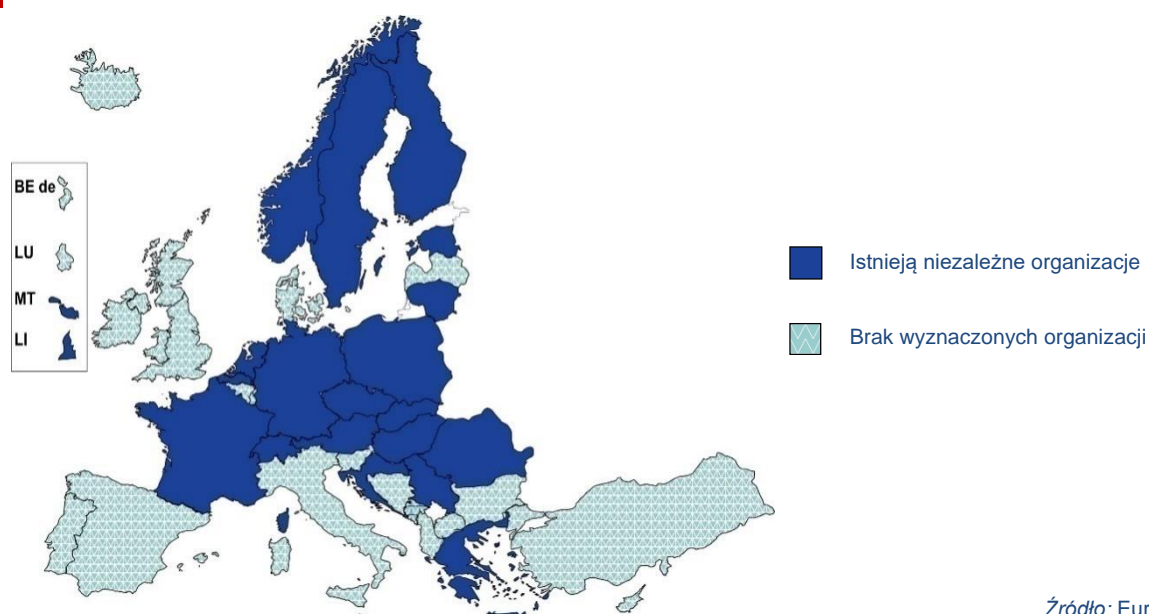 BE de
LU
MT
LI
Istnieją niezależne organizacje
Brak wyznaczonych organizacji
Źródło: Eur